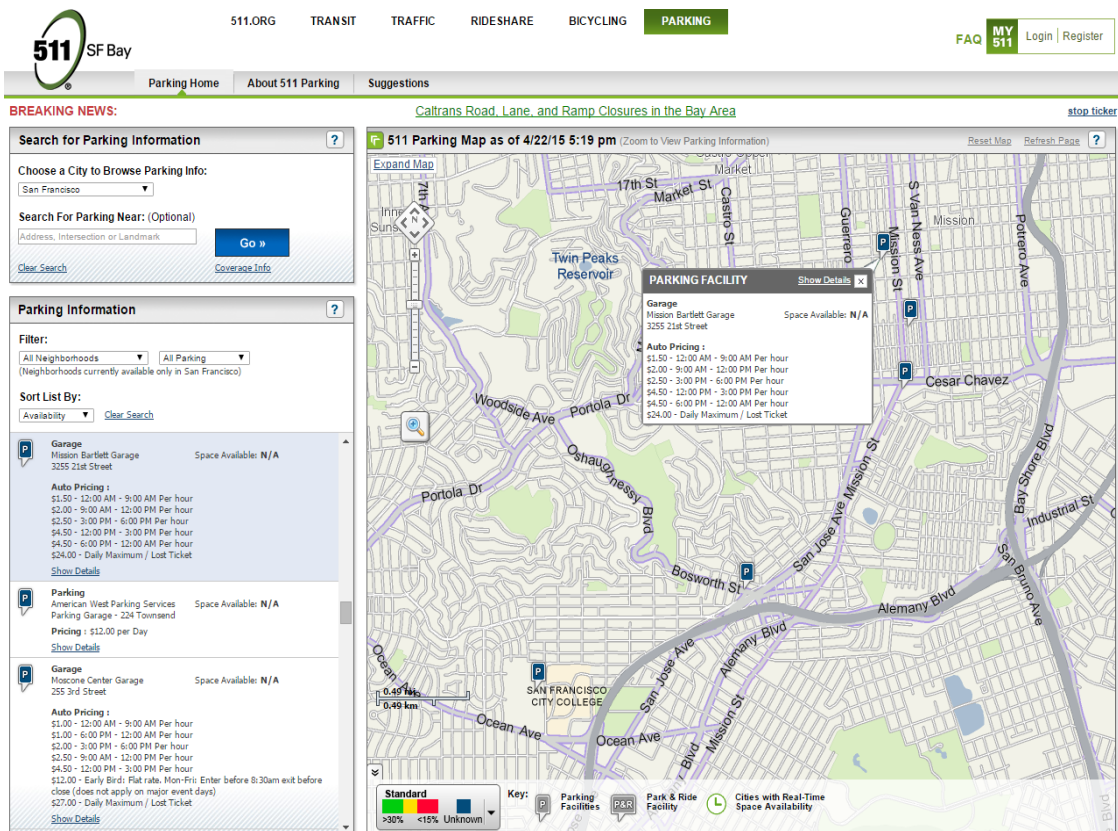 511.ORG TRANSIT TRAFFIC RIDESHARE BICYCLING PARKING
511 SF Bay
FAQ MY 511 Login | Register
Parking Home About 511 Parking Suggestions
BREAKING NEWS: Caltrans Road, Lane, and Ramp Closures in the Bay Area stop ticker
Search for Parking Information ?
Choose a City to Browse Parking Info:
San Francisco
Search For Parking Near: (Optional)
Address, Intersection or Landmark Go »
Clear Search Coverage Info
Parking Information ?
Filter:
All Neighborhoods All Parking
(Neighborhoods currently available only in San Francisco)
Sort List By:
Availability Clear Search
P Garage
Mission Bartlett Garage Space Available: N/A
3255 21st Street
Auto Pricing :
$1.50 - 12:00 AM - 9:00 AM Per hour
$2.00 - 9:00 AM - 12:00 PM Per hour
$2.50 - 3:00 PM - 6:00 PM Per hour
$4.50 - 12:00 PM - 3:00 PM Per hour
$4.50 - 6:00 PM - 12:00 AM Per hour
$24.00 - Daily Maximum / Lost Ticket
Show Details
P Parking
American West Parking Services Space Available: N/A
Parking Garage - 224 Townsend
Pricing : $12.00 per Day
Show Details
P Garage
Moscone Center Garage Space Available: N/A
255 3rd Street
Auto Pricing :
$1.00 - 12:00 AM - 9:00 AM Per hour
$1.00 - 6:00 PM - 12:00 AM Per hour
$2.00 - 3:00 PM - 6:00 PM Per hour
$2.50 - 9:00 AM - 12:00 PM Per hour
$4.50 - 12:00 PM - 3:00 PM Per hour
$12.00 - Early Bird: Flat rate. Mon-Fri: Enter before 8:30am exit before
close (does not apply on major event days)
$27.00 - Daily Maximum / Lost Ticket
Show Details
511 Parking Map as of 4/22/15 5:19 pm (Zoom to View Parking Information) Reset Map Refresh Page ?
Expand Map
Market
17th St
Market St
Castro St
Guerrero
Mission St
S Van Ness Ave
Mission
Potrero Ave
N
Twin Peaks
Reservoir
PARKING FACILITY Show Details x
Garage
Mission Bartlett Garage Space Available: N/A
3255 21st Street
Auto Pricing :
$1.50 - 12:00 AM - 9:00 AM Per hour
$2.00 - 9:00 AM - 12:00 PM Per hour
$2.50 - 3:00 PM - 6:00 PM Per hour
$4.50 - 12:00 PM - 3:00 PM Per hour
$4.50 - 6:00 PM - 12:00 AM Per hour
$24.00 - Daily Maximum / Lost Ticket
P
P
P
Cesar Chavez
Woodside Ave
Portola Dr
Oshaughnessy Blvd
Portola Dr
San Jose Ave
Mission St
Bay Shore Blvd
Industrial St
San Bruno Ave
Bosworth St
P
Alemany Blvd
Alemany Blvd
San Jose Ave
Mission St
P
SAN FRANCISCO
CITY COLLEGE
Ocean Ave
0.49 km
Ocean Ave
Ocean Ave
Blvd
Standard
>30% <15% Unknown
Key: P Parking Facilities P&R Park & Ride Facility Cities with Real-Time Space Availability